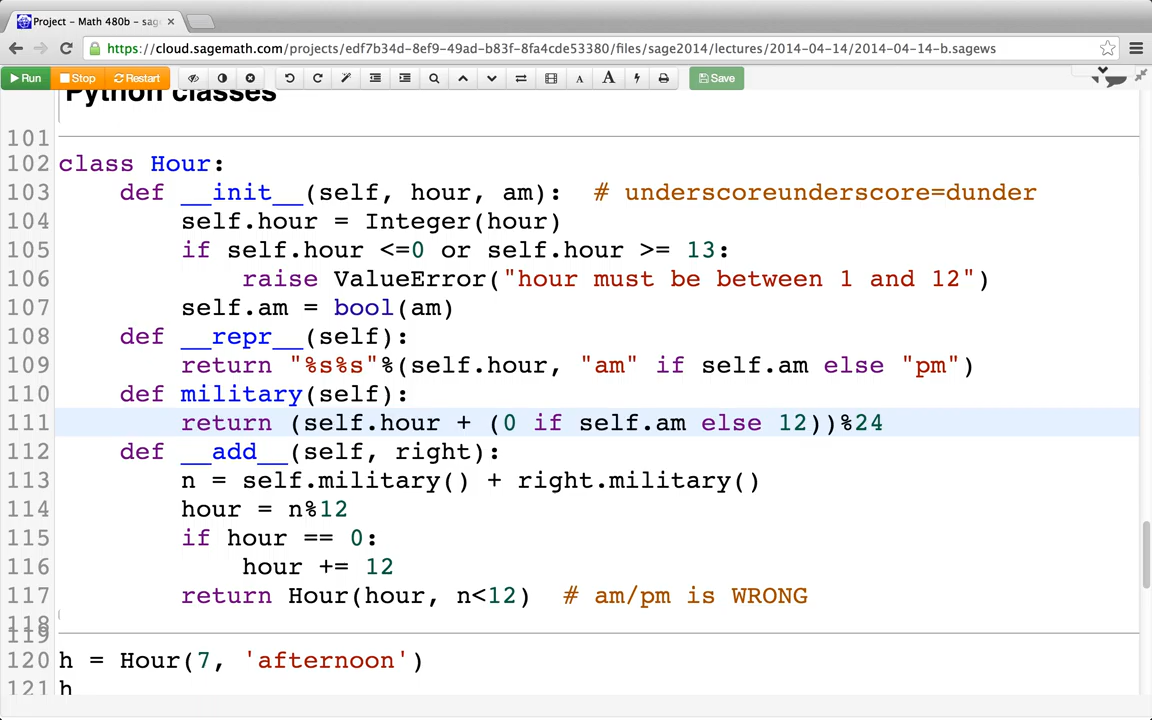 Project – Math 480b – sag
https://cloud.sagemath.com/projects/edf7b34d-8ef9-49ad-b83f-8fa4cde53380/files/sage2014/lectures/2014-04-14/2014-04-14-b.sagews
Run Stop Restart A A Save
Python classes
101
102 class Hour:
103     def __init__(self, hour, am):  # underscoreunderscore=dunder
104         self.hour = Integer(hour)
105         if self.hour <=0 or self.hour >= 13:
106             raise ValueError("hour must be between 1 and 12")
107         self.am = bool(am)
108     def __repr__(self):
109         return "%s%s"%(self.hour, "am" if self.am else "pm")
110     def military(self):
111         return (self.hour + (0 if self.am else 12))%24
112     def __add__(self, right):
113         n = self.military() + right.military()
114         hour = n%12
115         if hour == 0:
116             hour += 12
117         return Hour(hour, n<12)  # am/pm is WRONG
118
119
120 h = Hour(7, 'afternoon')
121 h